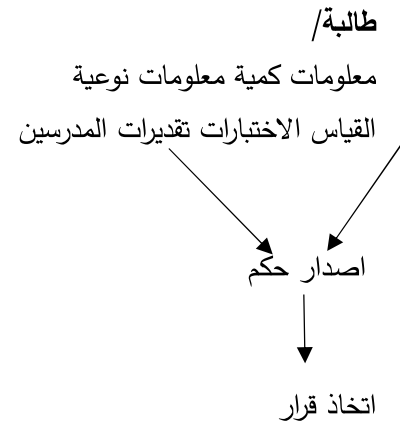 طالبة/
معلومات كمية معلومات نوعية
القياس الاختبارات تقديرات المدرسين
اصدار حكم
اتخاذ قرار